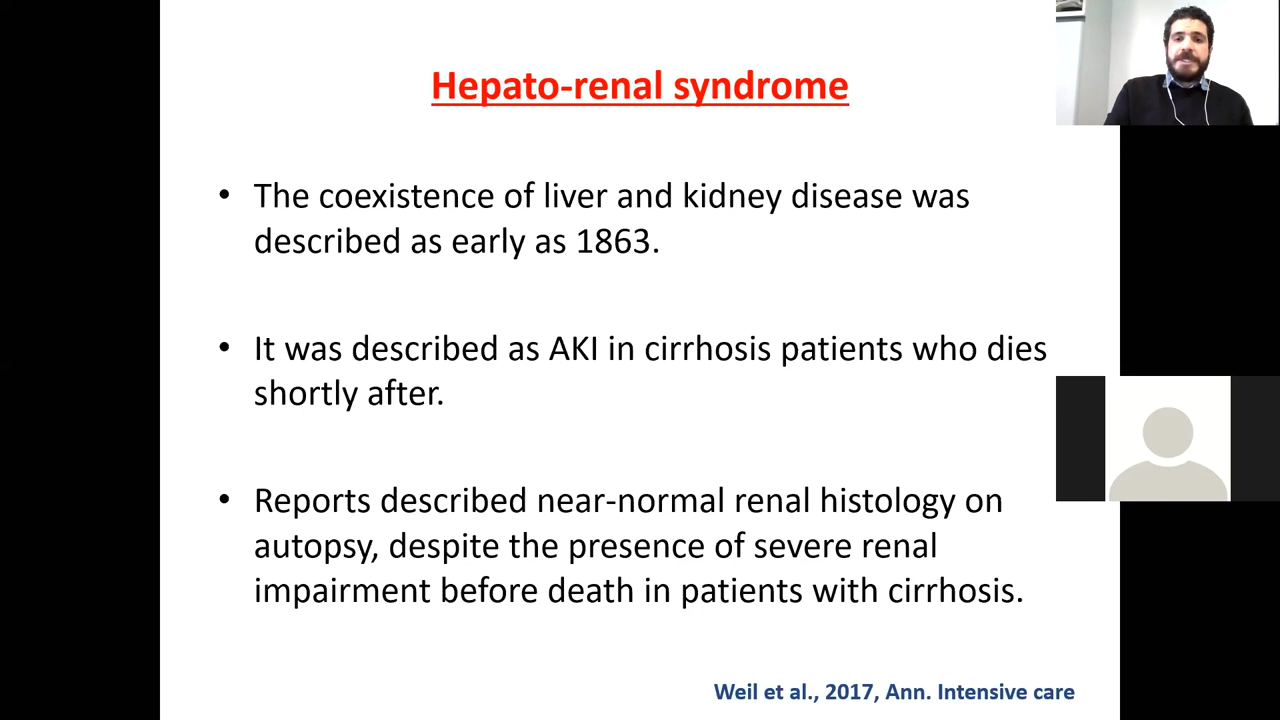 Hepato-renal syndrome
• The coexistence of liver and kidney disease was
described as early as 1863.
• It was described as AKI in cirrhosis patients who dies
shortly after.
• Reports described near-normal renal histology on
autopsy, despite the presence of severe renal
impairment before death in patients with cirrhosis.
Weil et al., 2017, Ann. Intensive care